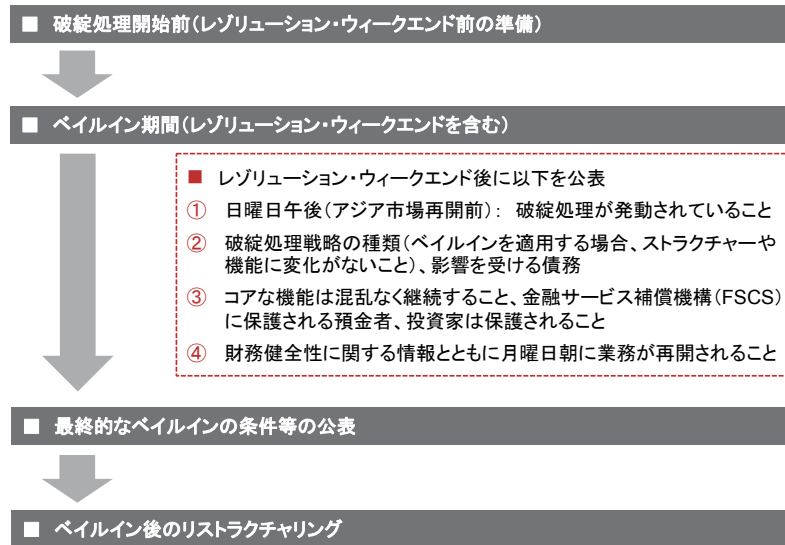 ■ 破綻処理開始前（レゾリューション・ウィークエンド前の準備）
■ ベイルイン期間（レゾリューション・ウィークエンドを含む）
■ レゾリューション・ウィークエンド後に以下を公表
① 日曜日午後（アジア市場再開前）： 破綻処理が発動されていること
② 破綻処理戦略の種類（ベイルインを適用する場合、ストラクチャーや
機能に変化がないこと）、影響を受ける債務
③ コアな機能は混乱なく継続すること、金融サービス補償機構（FSCS）
に保護される預金者、投資家は保護されること
④ 財務健全性に関する情報とともに月曜日朝に業務が再開されること
■ 最終的なベイルインの条件等の公表
■ ベイルイン後のリストラクチャリング